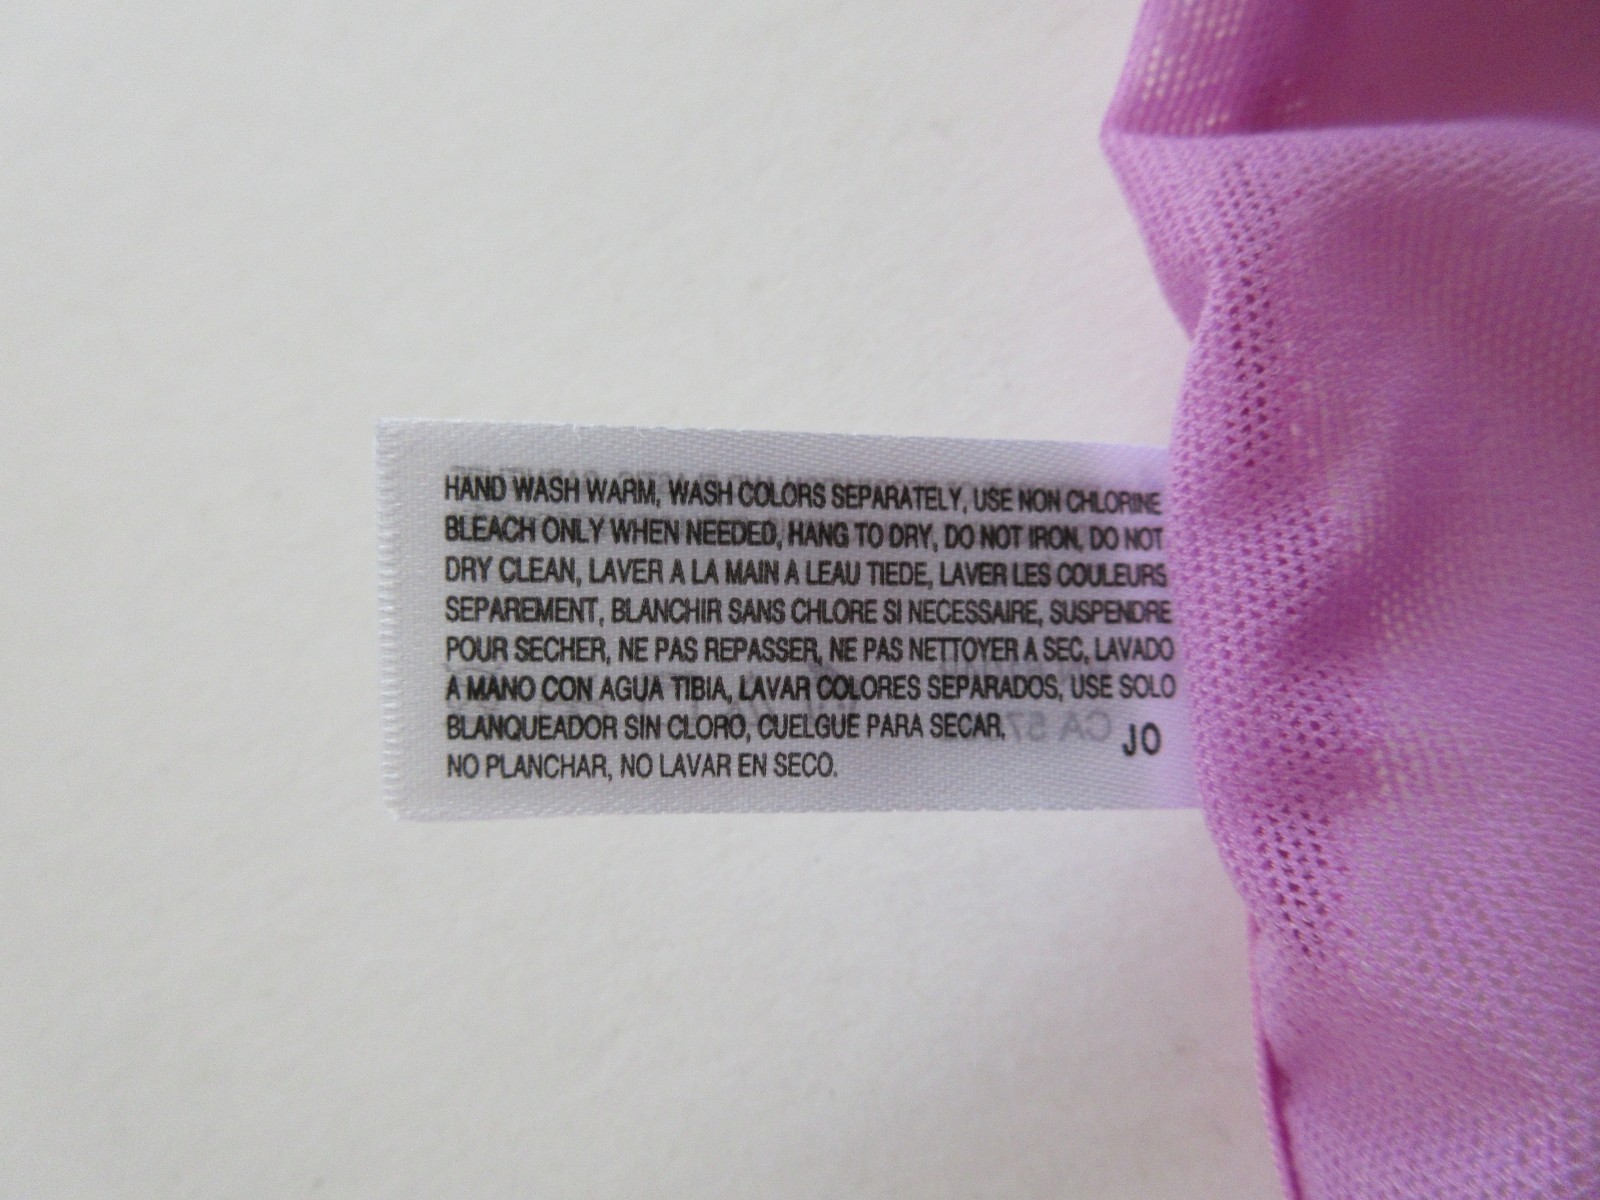 HAND WASH WARM, WASH COLORS SEPARATELY, USE NON CHLORINE
BLEACH ONLY WHEN NEEDED, HANG TO DRY, DO NOT IRON, DO NOT
DRY CLEAN, LAVER A LA MAIN A LEAU TIEDE, LAVER LES COULEURS
SEPAREMENT, BLANCHIR SANS CHLORE SI NECESSAIRE, SUSPENDRE
POUR SECHER, NE PAS REPASSER, NE PAS NETTOYER A SEC, LAVADO
A MANO CON AGUA TIBIA, LAVAR COLORES SEPARADOS, USE SOLO
BLANQUEADOR SIN CLORO, CUELGUE PARA SECAR,
NO PLANCHAR, NO LAVAR EN SECO.
JO